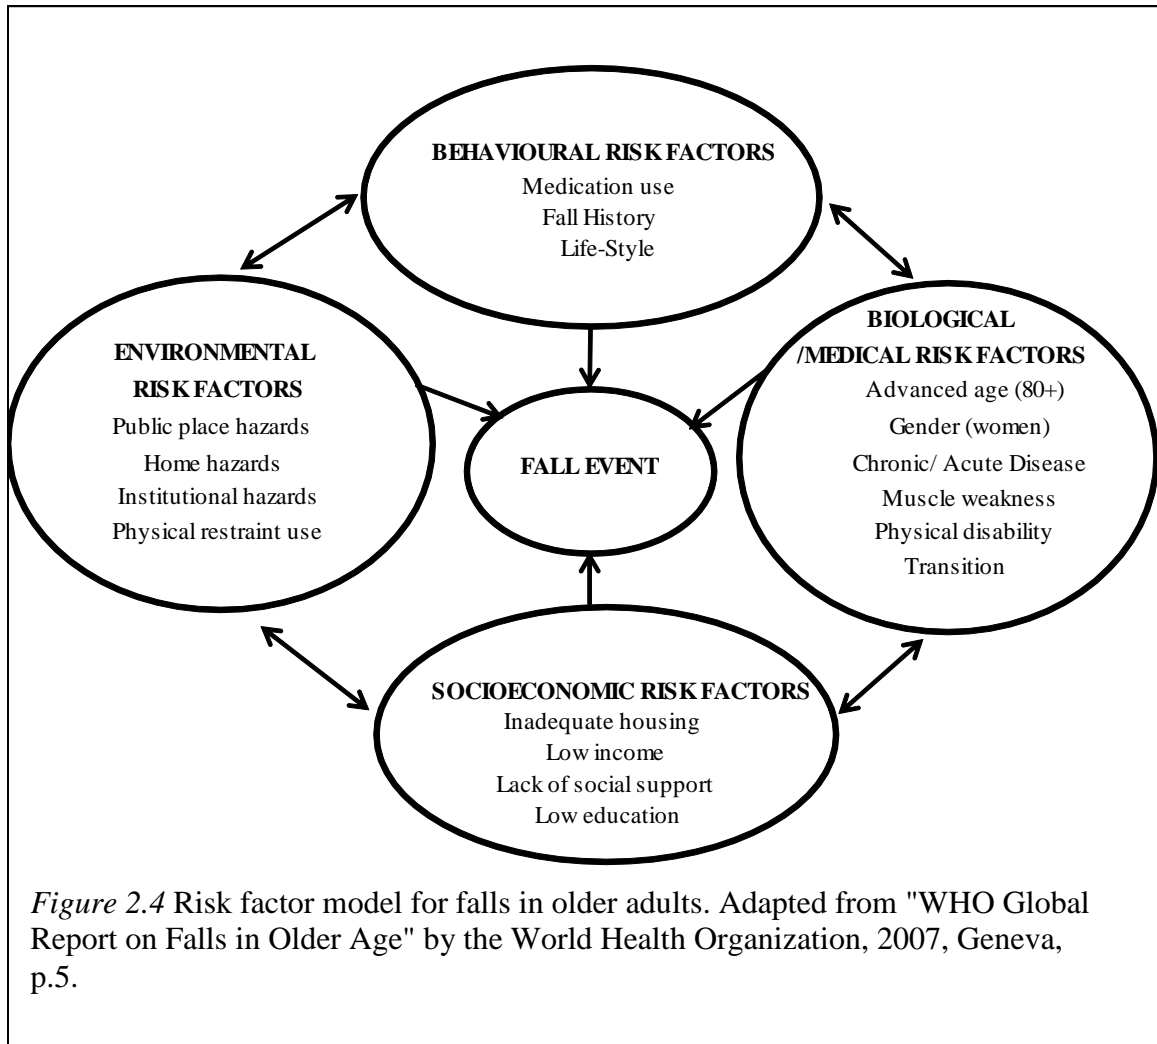 BEHAVIOURAL RISK FACTORS
Medication use
Fall History
Life-Style
ENVIRONMENTAL
RISK FACTORS
Public place hazards
Home hazards
Institutional hazards
Physical restraint use
FALL EVENT
BIOLOGICAL
/MEDICAL RISK FACTORS
Advanced age (80+)
Gender (women)
Chronic/ Acute Disease
Muscle weakness
Physical disability
Transition
SOCIOECONOMIC RISK FACTORS
Inadequate housing
Low income
Lack of social support
Low education
Figure 2.4 Risk factor model for falls in older adults. Adapted from "WHO Global
Report on Falls in Older Age" by the World Health Organization, 2007, Geneva,
p.5.